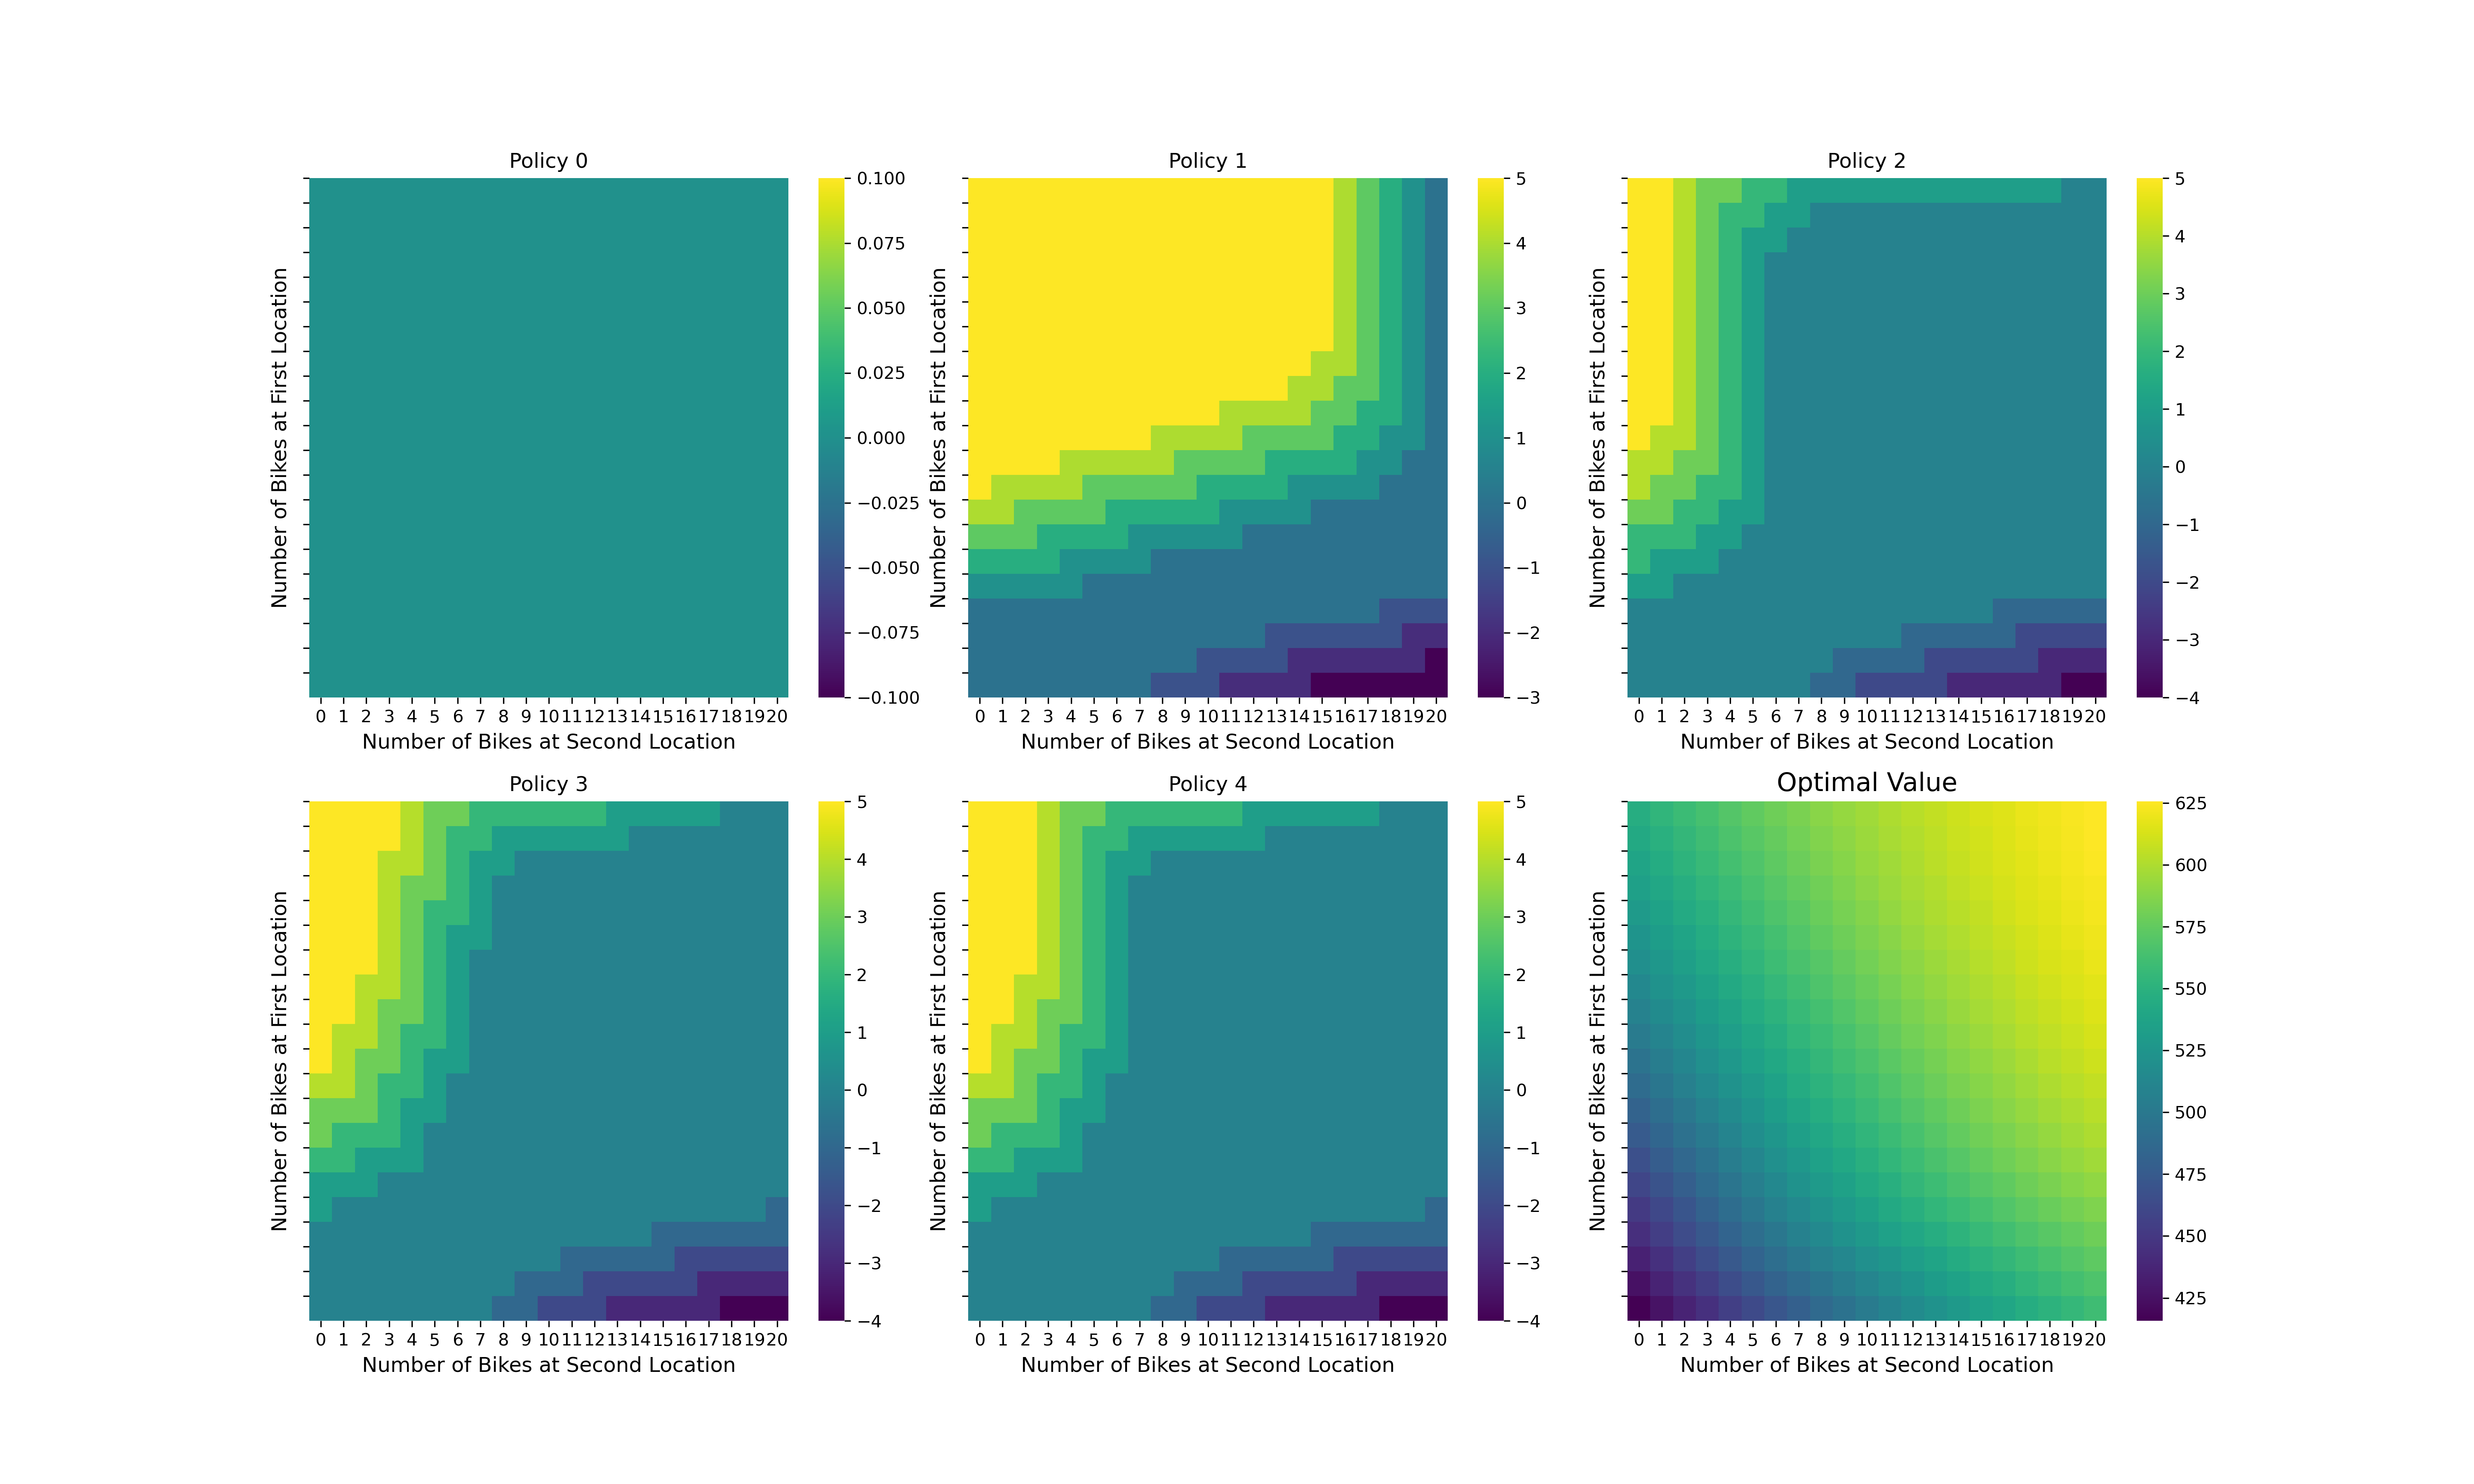 Policy 0
0.100
0.075
0.050
0.025
0.000
−0.025
−0.050
−0.075
−0.100
Number of Bikes at First Location
0 1 2 3 4 5 6 7 8 9 10 11 12 13 14 15 16 17 18 19 20
Number of Bikes at Second Location
Policy 1
5
4
3
2
1
0
−1
−2
−3
Number of Bikes at First Location
0 1 2 3 4 5 6 7 8 9 10 11 12 13 14 15 16 17 18 19 20
Number of Bikes at Second Location
Policy 2
5
4
3
2
1
0
−1
−2
−3
−4
Number of Bikes at First Location
0 1 2 3 4 5 6 7 8 9 10 11 12 13 14 15 16 17 18 19 20
Number of Bikes at Second Location
Policy 3
5
4
3
2
1
0
−1
−2
−3
−4
Number of Bikes at First Location
0 1 2 3 4 5 6 7 8 9 10 11 12 13 14 15 16 17 18 19 20
Number of Bikes at Second Location
Policy 4
5
4
3
2
1
0
−1
−2
−3
−4
Number of Bikes at First Location
0 1 2 3 4 5 6 7 8 9 10 11 12 13 14 15 16 17 18 19 20
Number of Bikes at Second Location
Optimal Value
625
600
575
550
525
500
475
450
425
Number of Bikes at First Location
0 1 2 3 4 5 6 7 8 9 10 11 12 13 14 15 16 17 18 19 20
Number of Bikes at Second Location